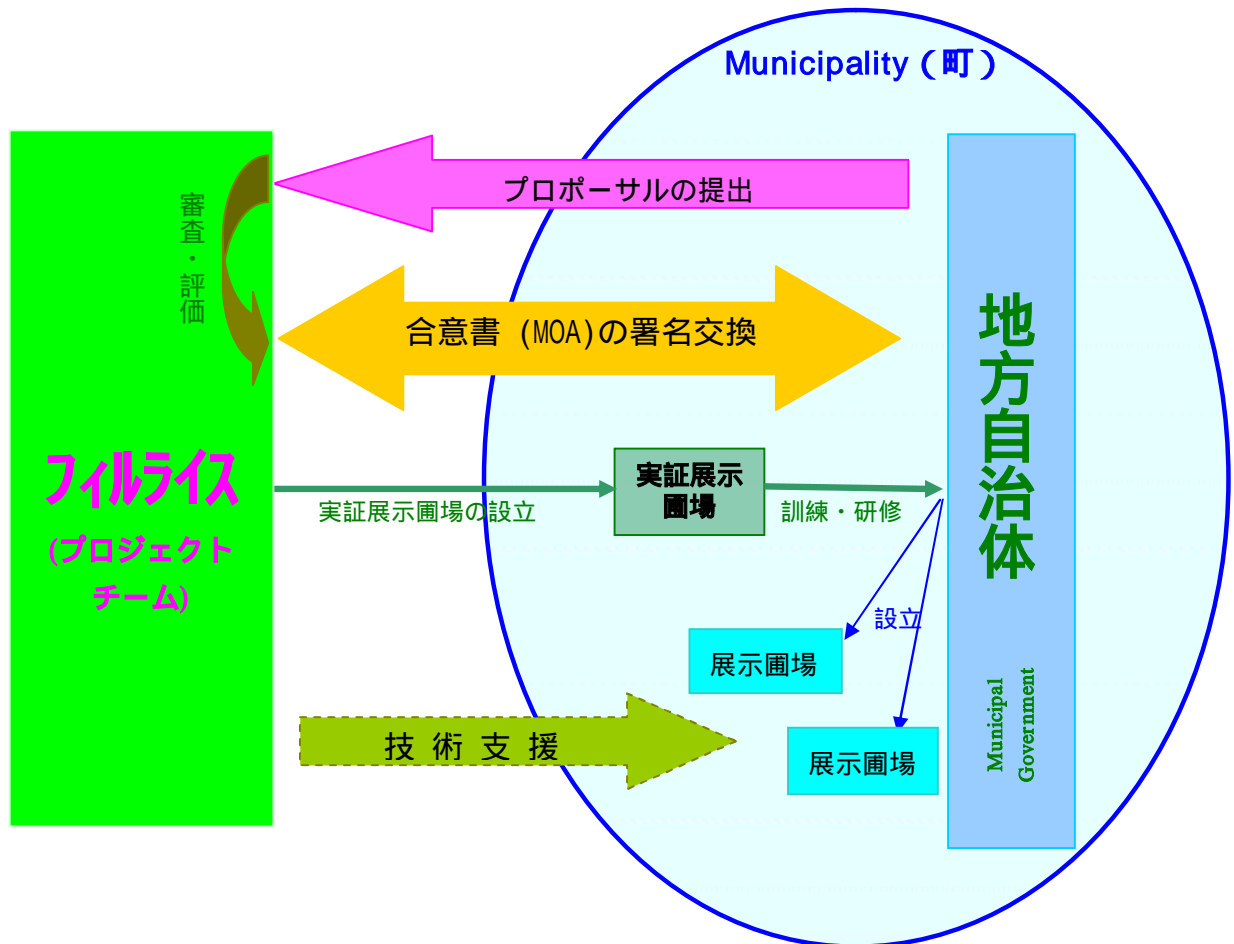 Municipality（町）
プロポーサルの提出
審査・評価
合意書 (MOA)の署名交換
地方自治体
フィルライス
(プロジェクト
チーム)
実証展示
圃場
実証展示圃場の設立
訓練・研修
設立
展示圃場
展示圃場
技 術 支 援
Municipal
Government